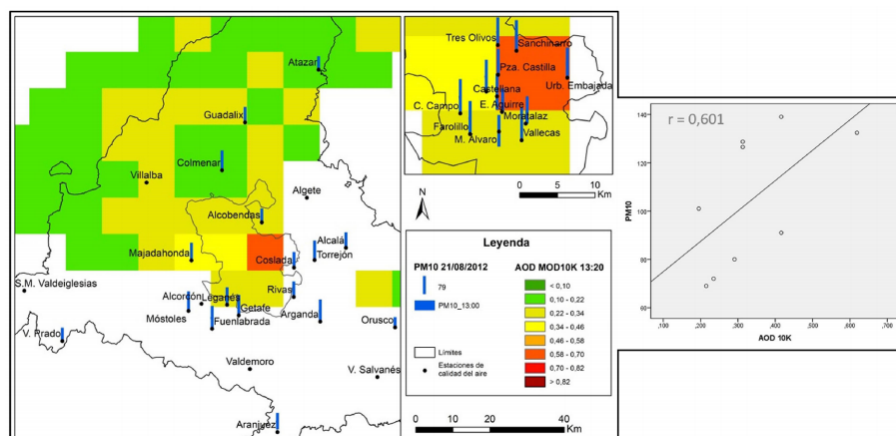 Atazar
Guadalix
Colmenar
Villalba
Algete
Alcobendas
Alcalá
Majadahonda
Torrejón
Coslada
S.M. Valdeiglesias
Rivas
Alcorcón
Leganés
Getafe
Móstoles
Fuenlabrada
Arganda
Orusco
V. Prado
Valdemoro
V. Salvanés
Aranjuez
Tres Olivos
Sanchinarro
Pza. Castilla
Castellana
Urb. Embajada
C. Campo
E. Aguirre
Moratalaz
Farolillo
M. Alvaro
Vallecas
N
0 5 10
Km
Leyenda
PM10 21/08/2012
79
PM10_13:00
Límites
Estaciones de
calidad del aire
AOD MOD10K 13:20
< 0,10
0,10 - 0,22
0,22 - 0,34
0,34 - 0,46
0,46 - 0,58
0,58 - 0,70
0,70 - 0,82
> 0,82
0 10 20 40
Km
r = 0,601
PM10
140
120
100
80
60
,100 ,200 ,300 ,400 ,500 ,600 ,700
AOD 10K